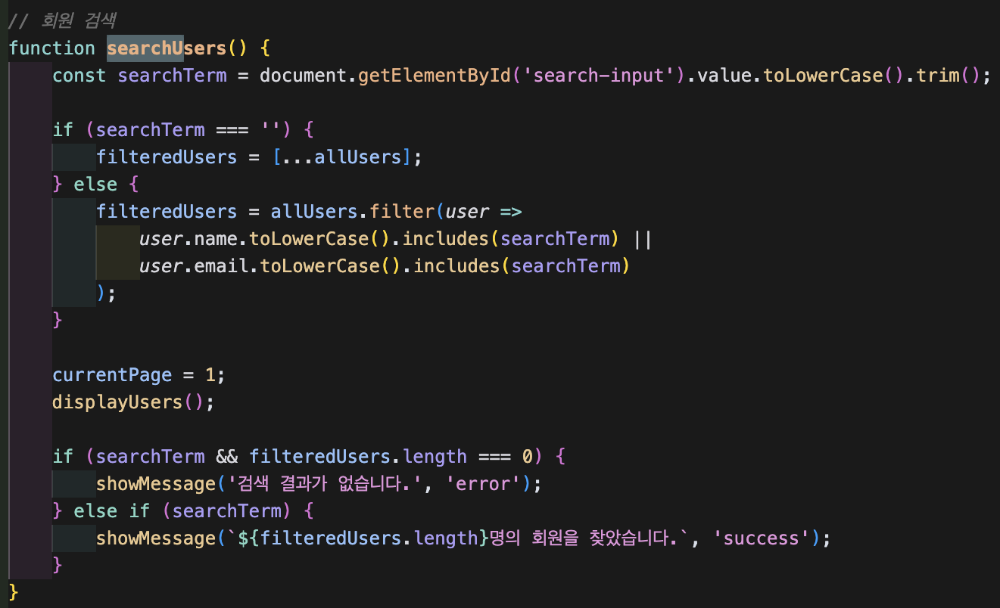 // 회원 검색
function searchUsers() {
    const searchTerm = document.getElementById('search-input').value.toLowerCase().trim();
    if (searchTerm === '') {
        filteredUsers = [...allUsers];
    } else {
        filteredUsers = allUsers.filter(user =>
            user.name.toLowerCase().includes(searchTerm) ||
            user.email.toLowerCase().includes(searchTerm)
        );
    }
    currentPage = 1;
    displayUsers();
    if (searchTerm && filteredUsers.length === 0) {
        showMessage('검색 결과가 없습니다.', 'error');
    } else if (searchTerm) {
        showMessage(`${filteredUsers.length}명의 회원을 찾았습니다.`, 'success');
    }
}